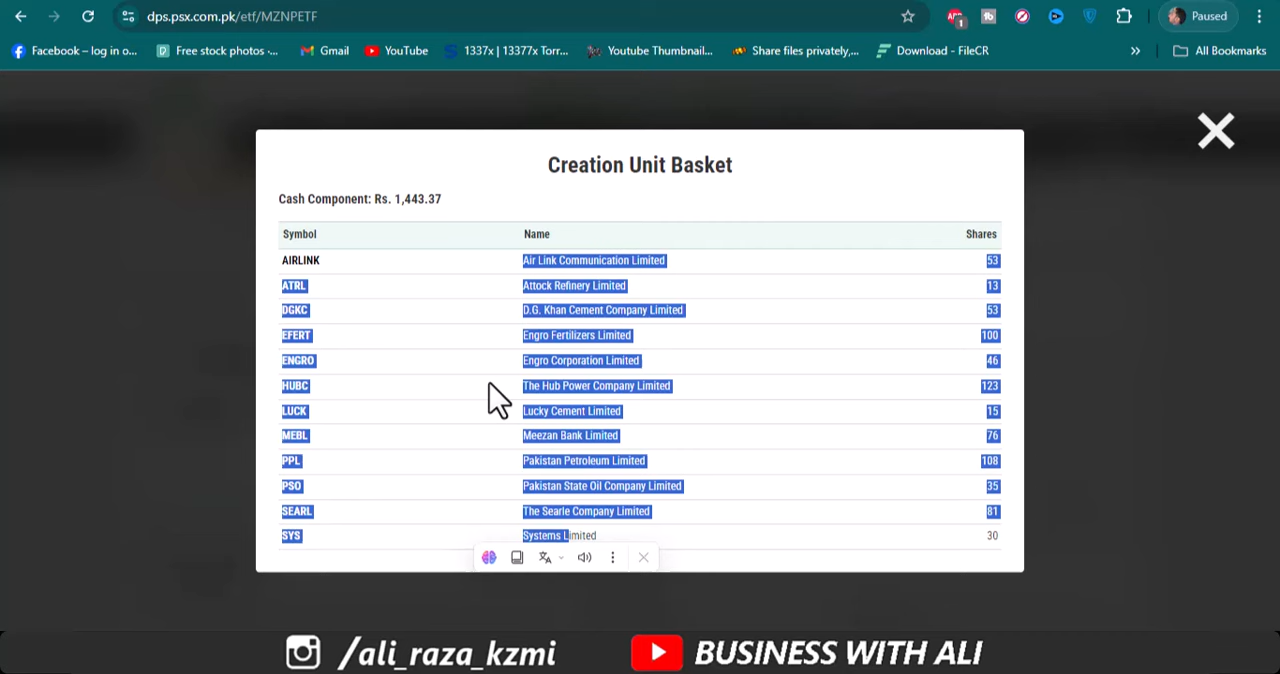 dps.psx.com.pk/etf/MZNPETF
1
Paused
Facebook – log in o...
Free stock photos ·...
Gmail
YouTube
1337x | 13377x Torr...
Youtube Thumbnail...
Share files privately,...
Download - FileCR
All Bookmarks
Creation Unit Basket
Cash Component: Rs. 1,443.37
Symbol Name Shares
AIRLINK Air Link Communication Limited 53
ATRL Attock Refinery Limited 13
DGKC D.G. Khan Cement Company Limited 53
EFERT Engro Fertilizers Limited 100
ENGRO Engro Corporation Limited 46
HUBC The Hub Power Company Limited 123
LUCK Lucky Cement Limited 15
MEBL Meezan Bank Limited 76
PPL Pakistan Petroleum Limited 108
PSO Pakistan State Oil Company Limited 35
SEARL The Searle Company Limited 81
SYS Systems Limited 30
/ali_raza_kzmi BUSINESS WITH ALI